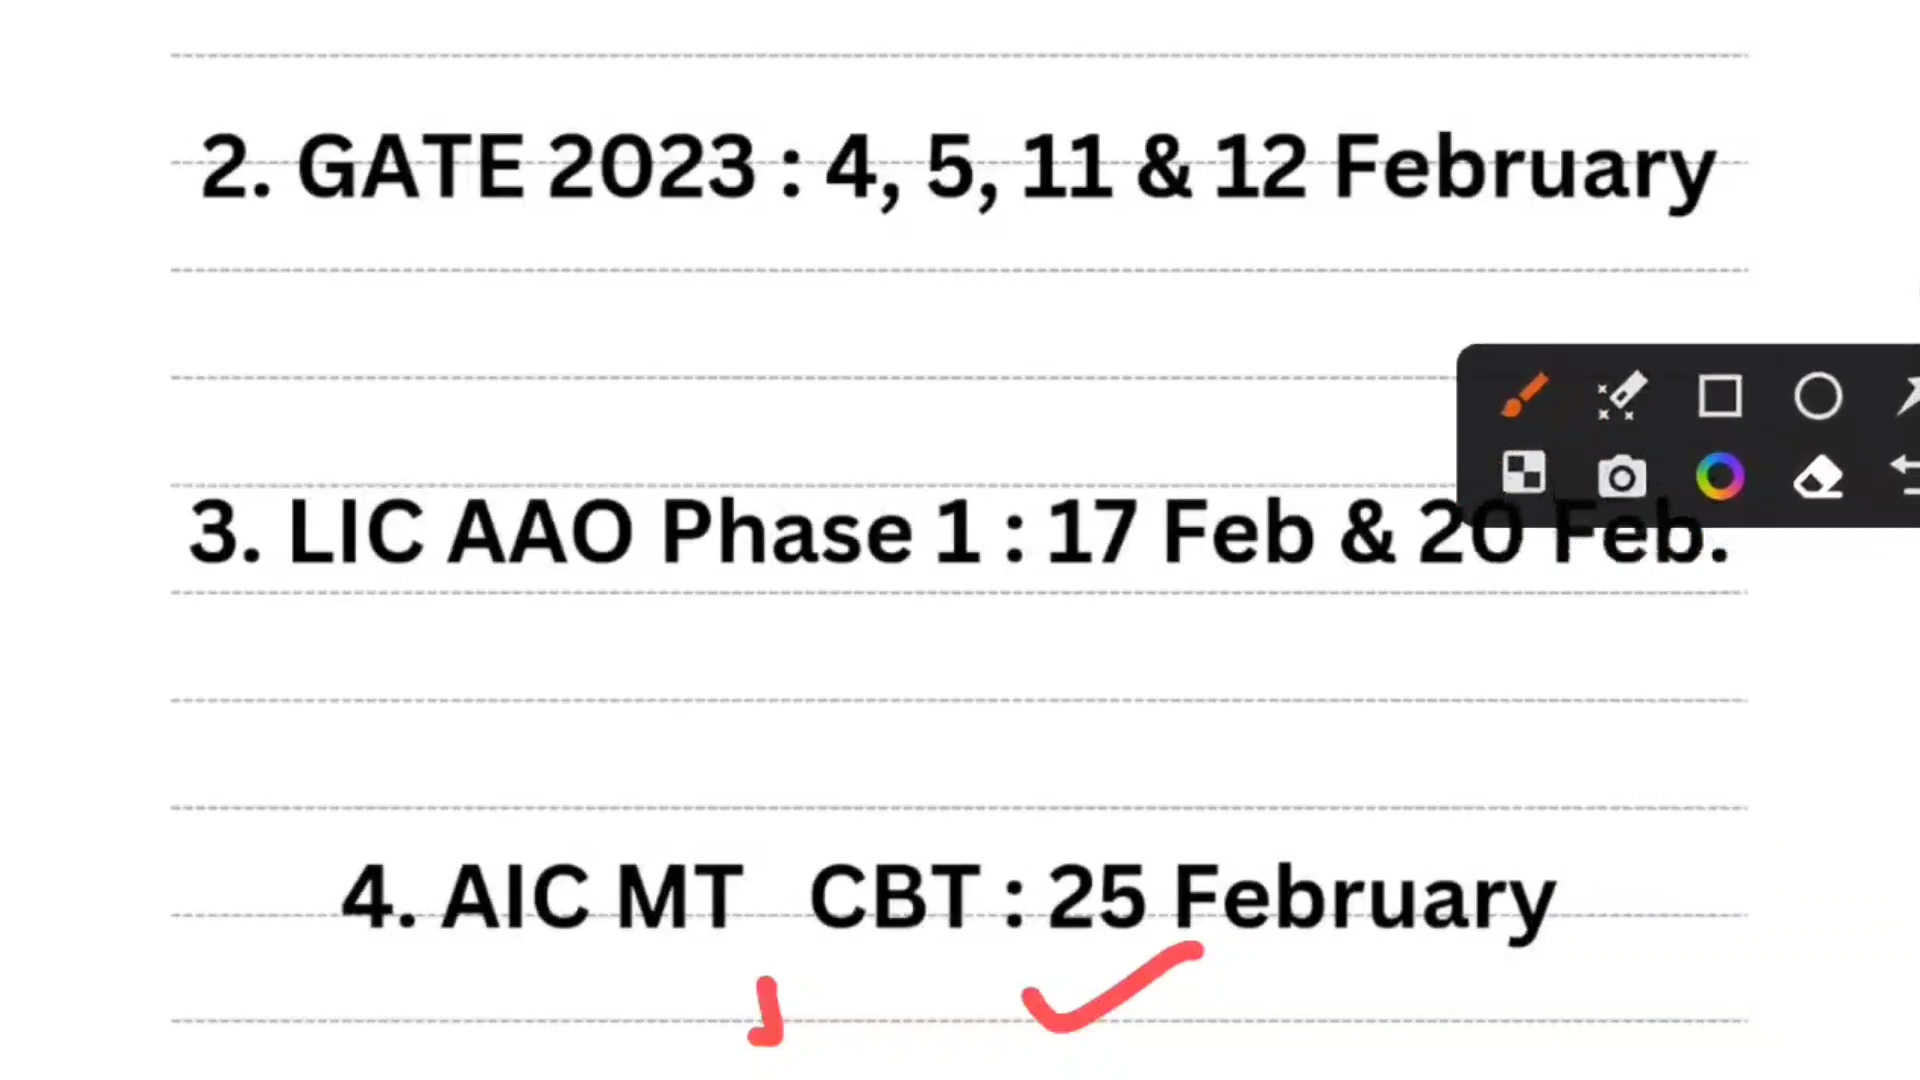 2. GATE 2023 : 4, 5, 11 & 12 February
3. LIC AAO Phase 1 : 17 Feb & 20 Feb.
4. AIC MT CBT : 25 February